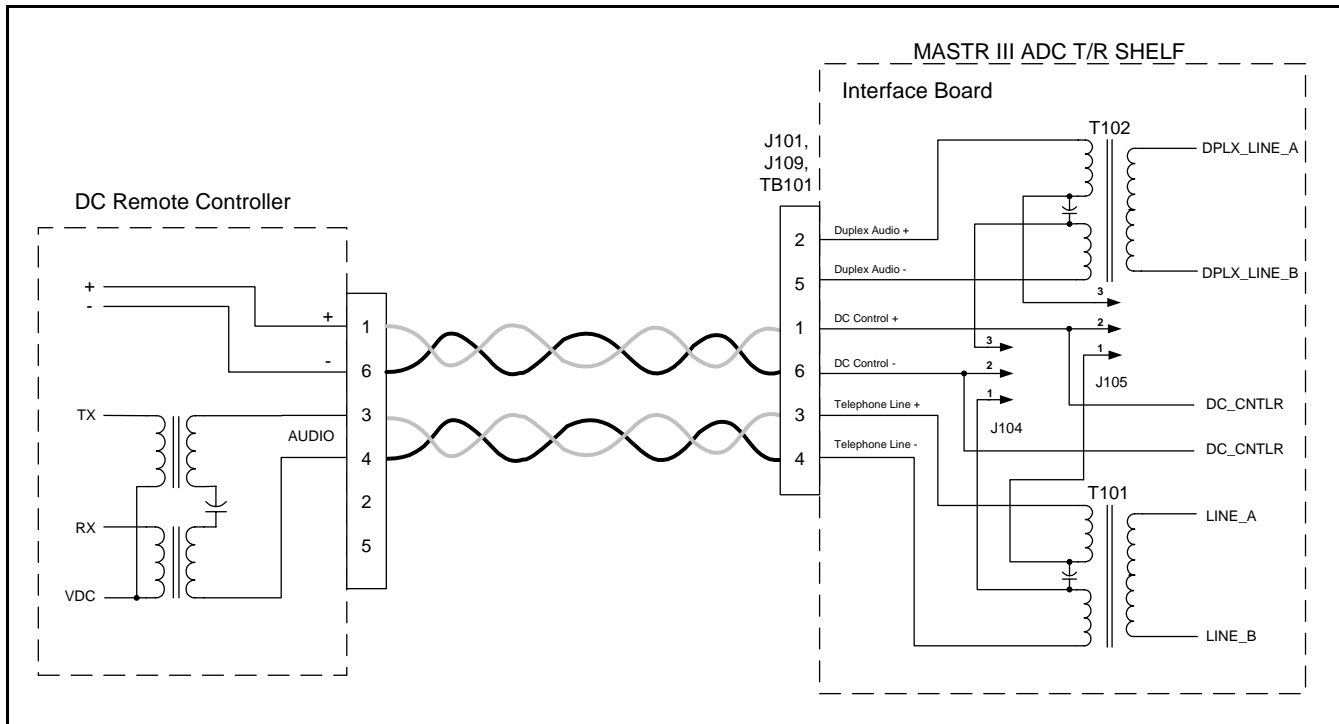 MASTR III ADC T/R SHELF
Interface Board
T102
J101,
J109,
TB101
DPLX_LINE_A
DC Remote Controller
2
Duplex Audio +
5
Duplex Audio -
DPLX_LINE_B
+
-
+
1
3
1
DC Control +
2
3
1
-
6
6
DC Control -
2
J105
TX
3
3
Telephone Line +
1
DC_CNTLR
AUDIO
J104
4
4
Telephone Line -
DC_CNTLR
2
T101
RX
5
LINE_A
VDC
LINE_B